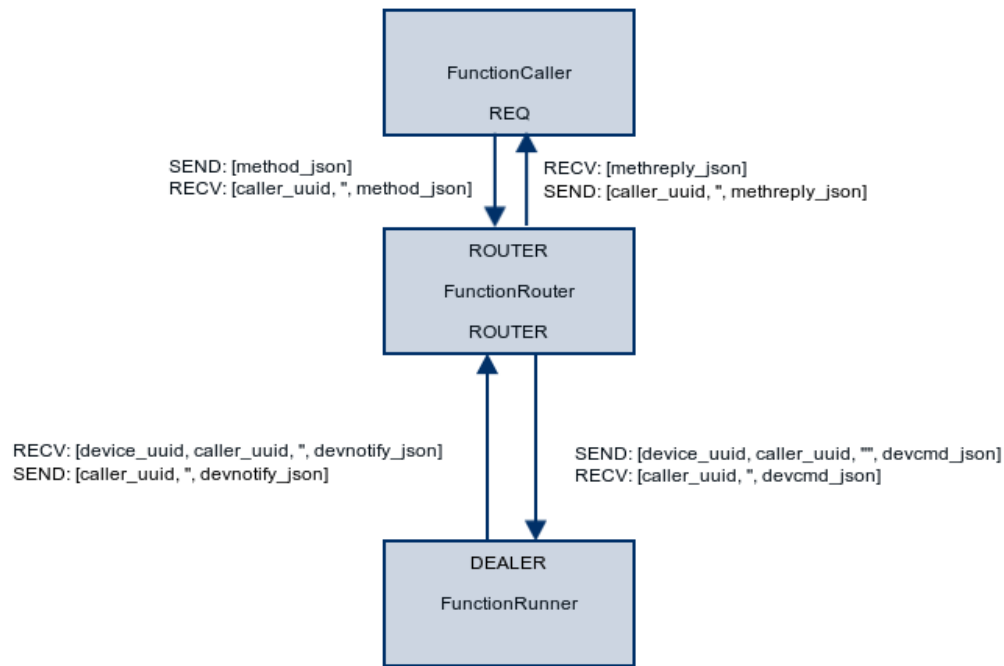 FunctionCaller
REQ
SEND: [method_json]
RECV: [caller_uuid, '', method_json]
RECV: [methreply_json]
SEND: [caller_uuid, '', methreply_json]
ROUTER
FunctionRouter
ROUTER
RECV: [device_uuid, caller_uuid, '', devnotify_json]
SEND: [caller_uuid, '', devnotify_json]
SEND: [device_uuid, caller_uuid, '"', devcmd_json]
RECV: [caller_uuid, '', devcmd_json]
DEALER
FunctionRunner